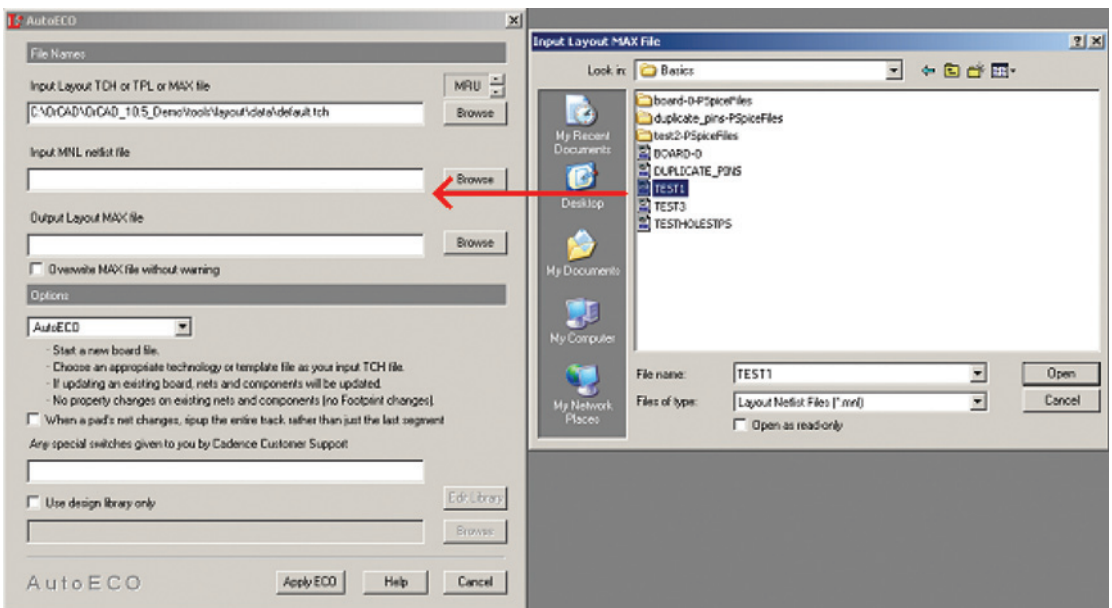 AutoECO
File Names
Input Layout TCH or TPL or MAX file
MRU
C:\OrCAD\OrCAD_10.5_Demo\tools\layout\data\default.tch
Browse
Input MNL netlist file
Browse
Output Layout MAX file
Browse
Overwrite MAX file without warning
Options
AutoECO
- Start a new board file.
- Choose an appropriate technology or template file as your input TCH file.
- If updating an existing board, nets and components will be updated.
- No property changes on existing nets and components (no Footprint changes).
When a pad's net changes, ripup the entire track rather than just the last segment
Any special switches given to you by Cadence Customer Support
Use design library only
Edit Library
Browse
AutoECO
Apply ECO
Help
Cancel
Input Layout MAX File
Look in:
Basics
My Recent
Documents
Desktop
My Documents
My Computer
My Network
Places
board-0-PSpiceFiles
duplicate_pins-PSpiceFiles
test2-PSpiceFiles
BOARD-0
DUPLICATE_PINS
TEST1
TEST3
TESTHOLESTPS
File name:
TEST1
Open
Files of type:
Layout Netlist Files (*.mnl)
Cancel
Open as read-only